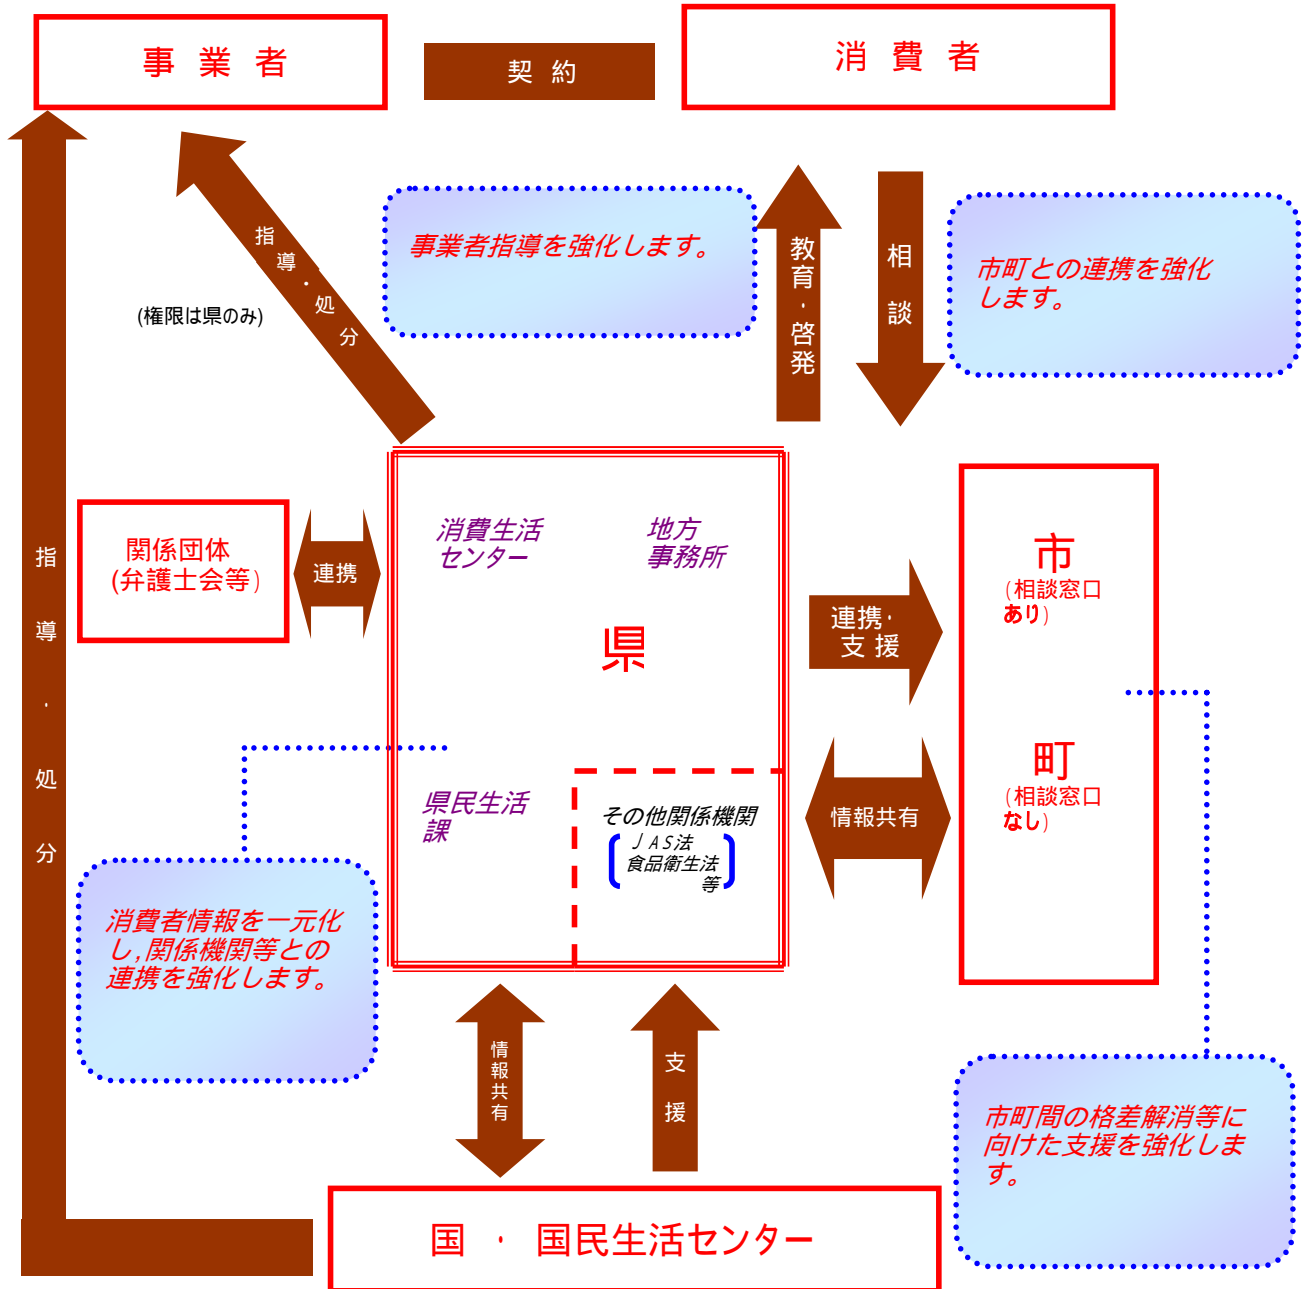 事 業 者
契 約
消 費 者
指導・処分
(権限は県のみ)
事業者指導を強化します。
教育・啓発
相 談
市町との連携を強化
します。
指 導 ・ 処 分
関係団体
(弁護士会等)
連携
消費生活
センター
地方
事務所
県
県民生活
課
その他関係機関
JAS法
食品衛生法
等
連携・
支 援
情報共有
市
(相談窓口
あり)
町
(相談窓口
なし)
消費者情報を一元化
し,関係機関等との
連携を強化します。
情報共有
支 援
市町間の格差解消等に
向けた支援を強化しま
す。
国 ・ 国民生活センター